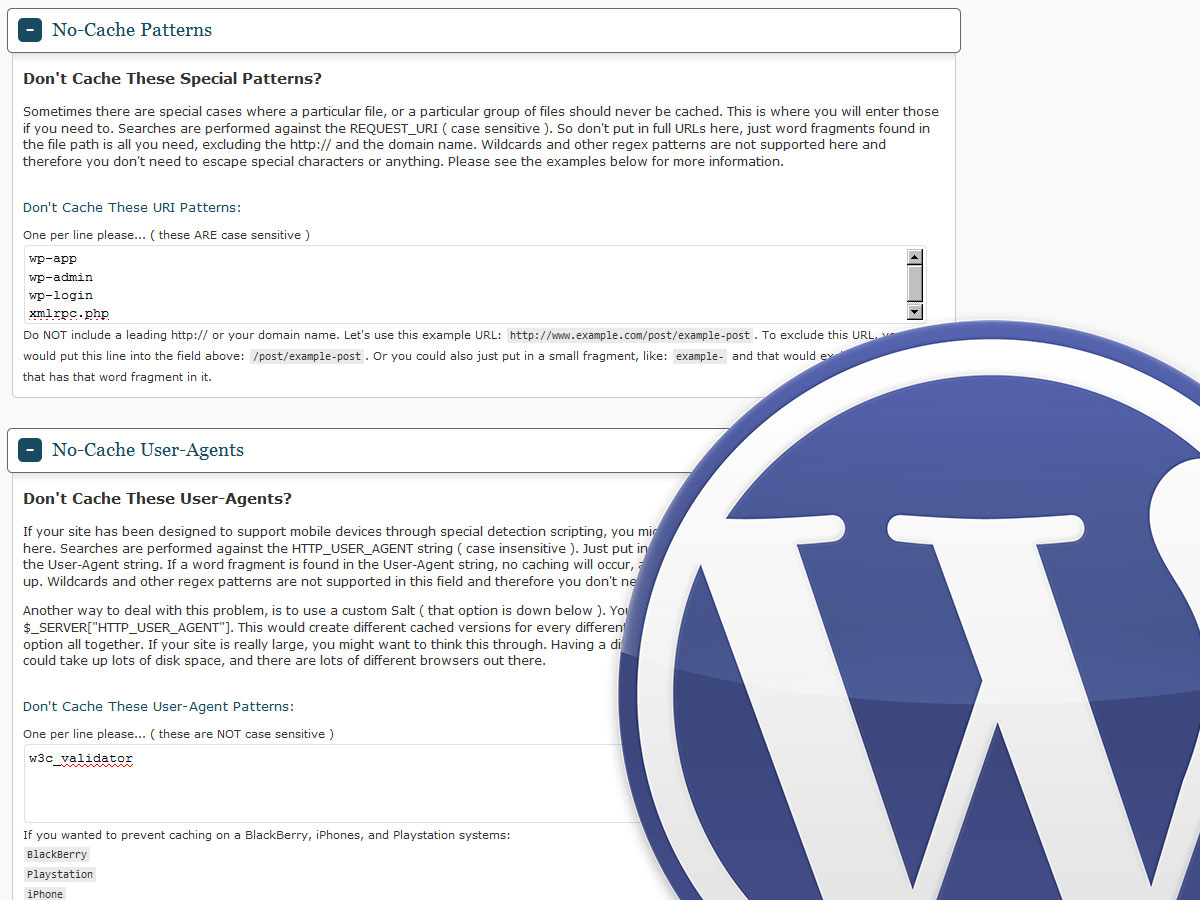 No-Cache Patterns
Don't Cache These Special Patterns?
Sometimes there are special cases where a particular file, or a particular group of files should never be cached. This is where you will enter those
if you need to. Searches are performed against the REQUEST_URI ( case sensitive ). So don't put in full URLs here, just word fragments found in
the file path is all you need, excluding the http:// and the domain name. Wildcards and other regex patterns are not supported here and
therefore you don't need to escape special characters or anything. Please see the examples below for more information.
Don't Cache These URI Patterns:
One per line please... ( these ARE case sensitive )
wp-app
wp-admin
wp-login
xmlrpc.php
Do NOT include a leading http:// or your domain name. Let's use this example URL: http://www.example.com/post/example-post . To exclude this URL,
would put this line into the field above: /post/example-post . Or you could also just put in a small fragment, like: example- and that would
that has that word fragment in it.
No-Cache User-Agents
Don't Cache These User-Agents?
If your site has been designed to support mobile devices through special detection scripting, you
here. Searches are performed against the HTTP_USER_AGENT string ( case insensitive ). Just put in
the User-Agent string. If a word fragment is found in the User-Agent string, no caching will occur,
up. Wildcards and other regex patterns are not supported in this field and therefore you don't
Another way to deal with this problem, is to use a custom Salt ( that option is down below ).
$_SERVER["HTTP_USER_AGENT"]. This would create different cached versions for every different
option all together. If your site is really large, you might want to think this through. Having a
could take up lots of disk space, and there are lots of different browsers out there.
Don't Cache These User-Agent Patterns:
One per line please... ( these are NOT case sensitive )
w3c_validator
If you wanted to prevent caching on a BlackBerry, iPhones, and Playstation systems:
BlackBerry
Playstation
iPhone